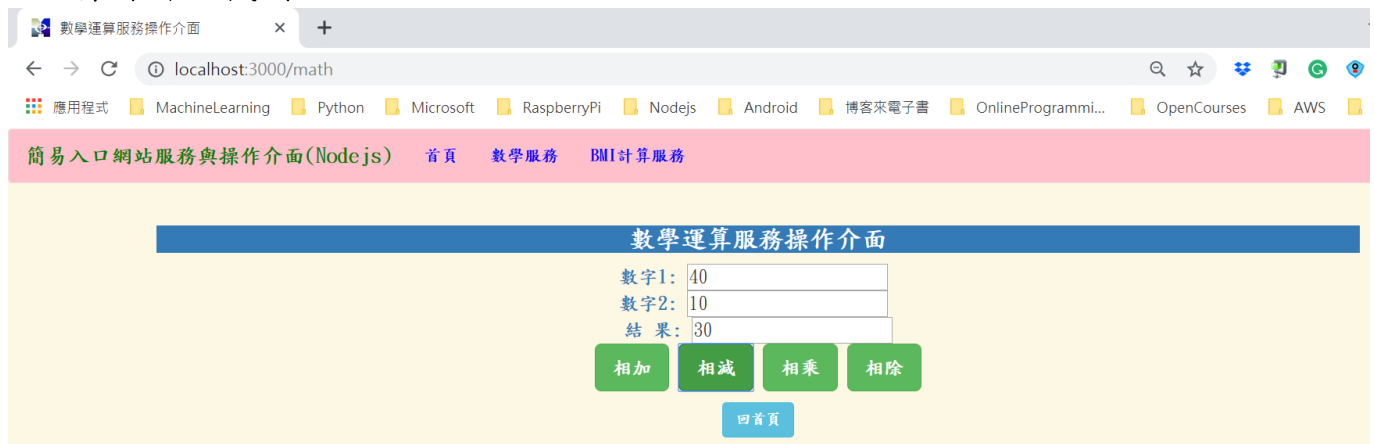 數學運算服務操作介面
localhost:3000/math
應用程式 MachineLearning Python Microsoft RaspberryPi Nodejs Android 博客來電子書 OnlineProgrammi... OpenCourses AWS
簡易入口網站服務與操作介面(Nodejs) 首頁 數學服務 BMI計算服務
數學運算服務操作介面
數字1: 40
數字2: 10
結 果: 30
相加 相減 相乘 相除
回首頁